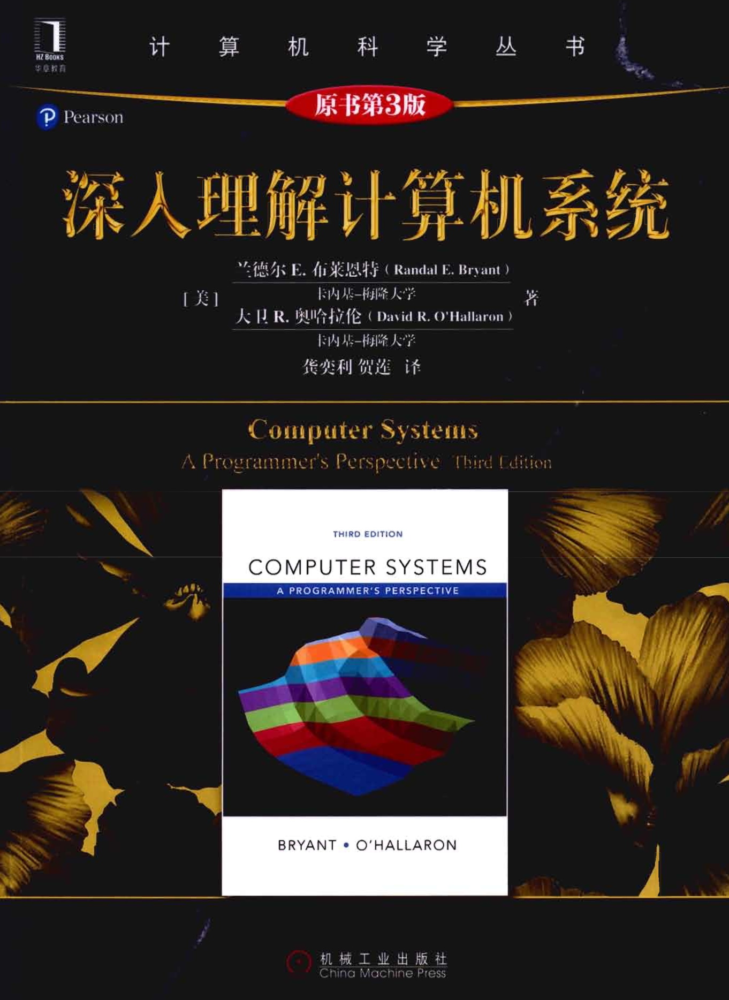 HZ BOOKS
华章教育
计算机科学丛书
原书第3版
Pearson
深入理解计算机系统
兰德尔 E. 布莱恩特（Randal E. Bryant）
卡内基-梅隆大学
[美] 著
大卫 R. 奥哈拉伦（David R. O'Hallaron）
卡内基-梅隆大学
龚奕利 贺莲 译
Computer Systems
A Programmer's Perspective Third Edition
THIRD EDITION
COMPUTER SYSTEMS
A PROGRAMMER'S PERSPECTIVE
BRYANT • O'HALLARON
机械工业出版社
China Machine Press